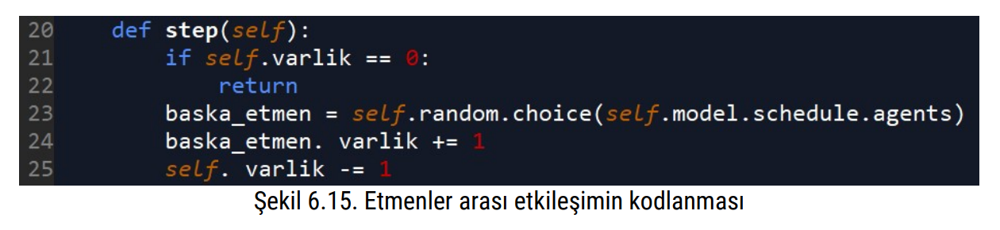 20 def step(self):
21 if self.varlik == 0:
22 return
23 baska_etmen = self.random.choice(self.model.schedule.agents)
24 baska_etmen. varlik += 1
25 self. varlik -= 1
Şekil 6.15. Etmenler arası etkileşimin kodlanması